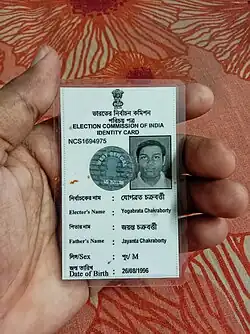 ভারতের নির্বাচন কমিশন
পরিচয় পত্র
ELECTION COMMISSION OF INDIA
IDENTITY CARD
NCS1694975
নির্বাচকের নাম : যোগব্রত চক্রবর্তী
Elector's Name : Yogabrata Chakraborty
পিতার নাম : জয়ন্ত চক্রবর্তী
Father's Name : Jayanta Chakraborty
লিঙ্গ/Sex : পুং/ M
জন্ম তারিখ
Date of Birth : 26/08/1996